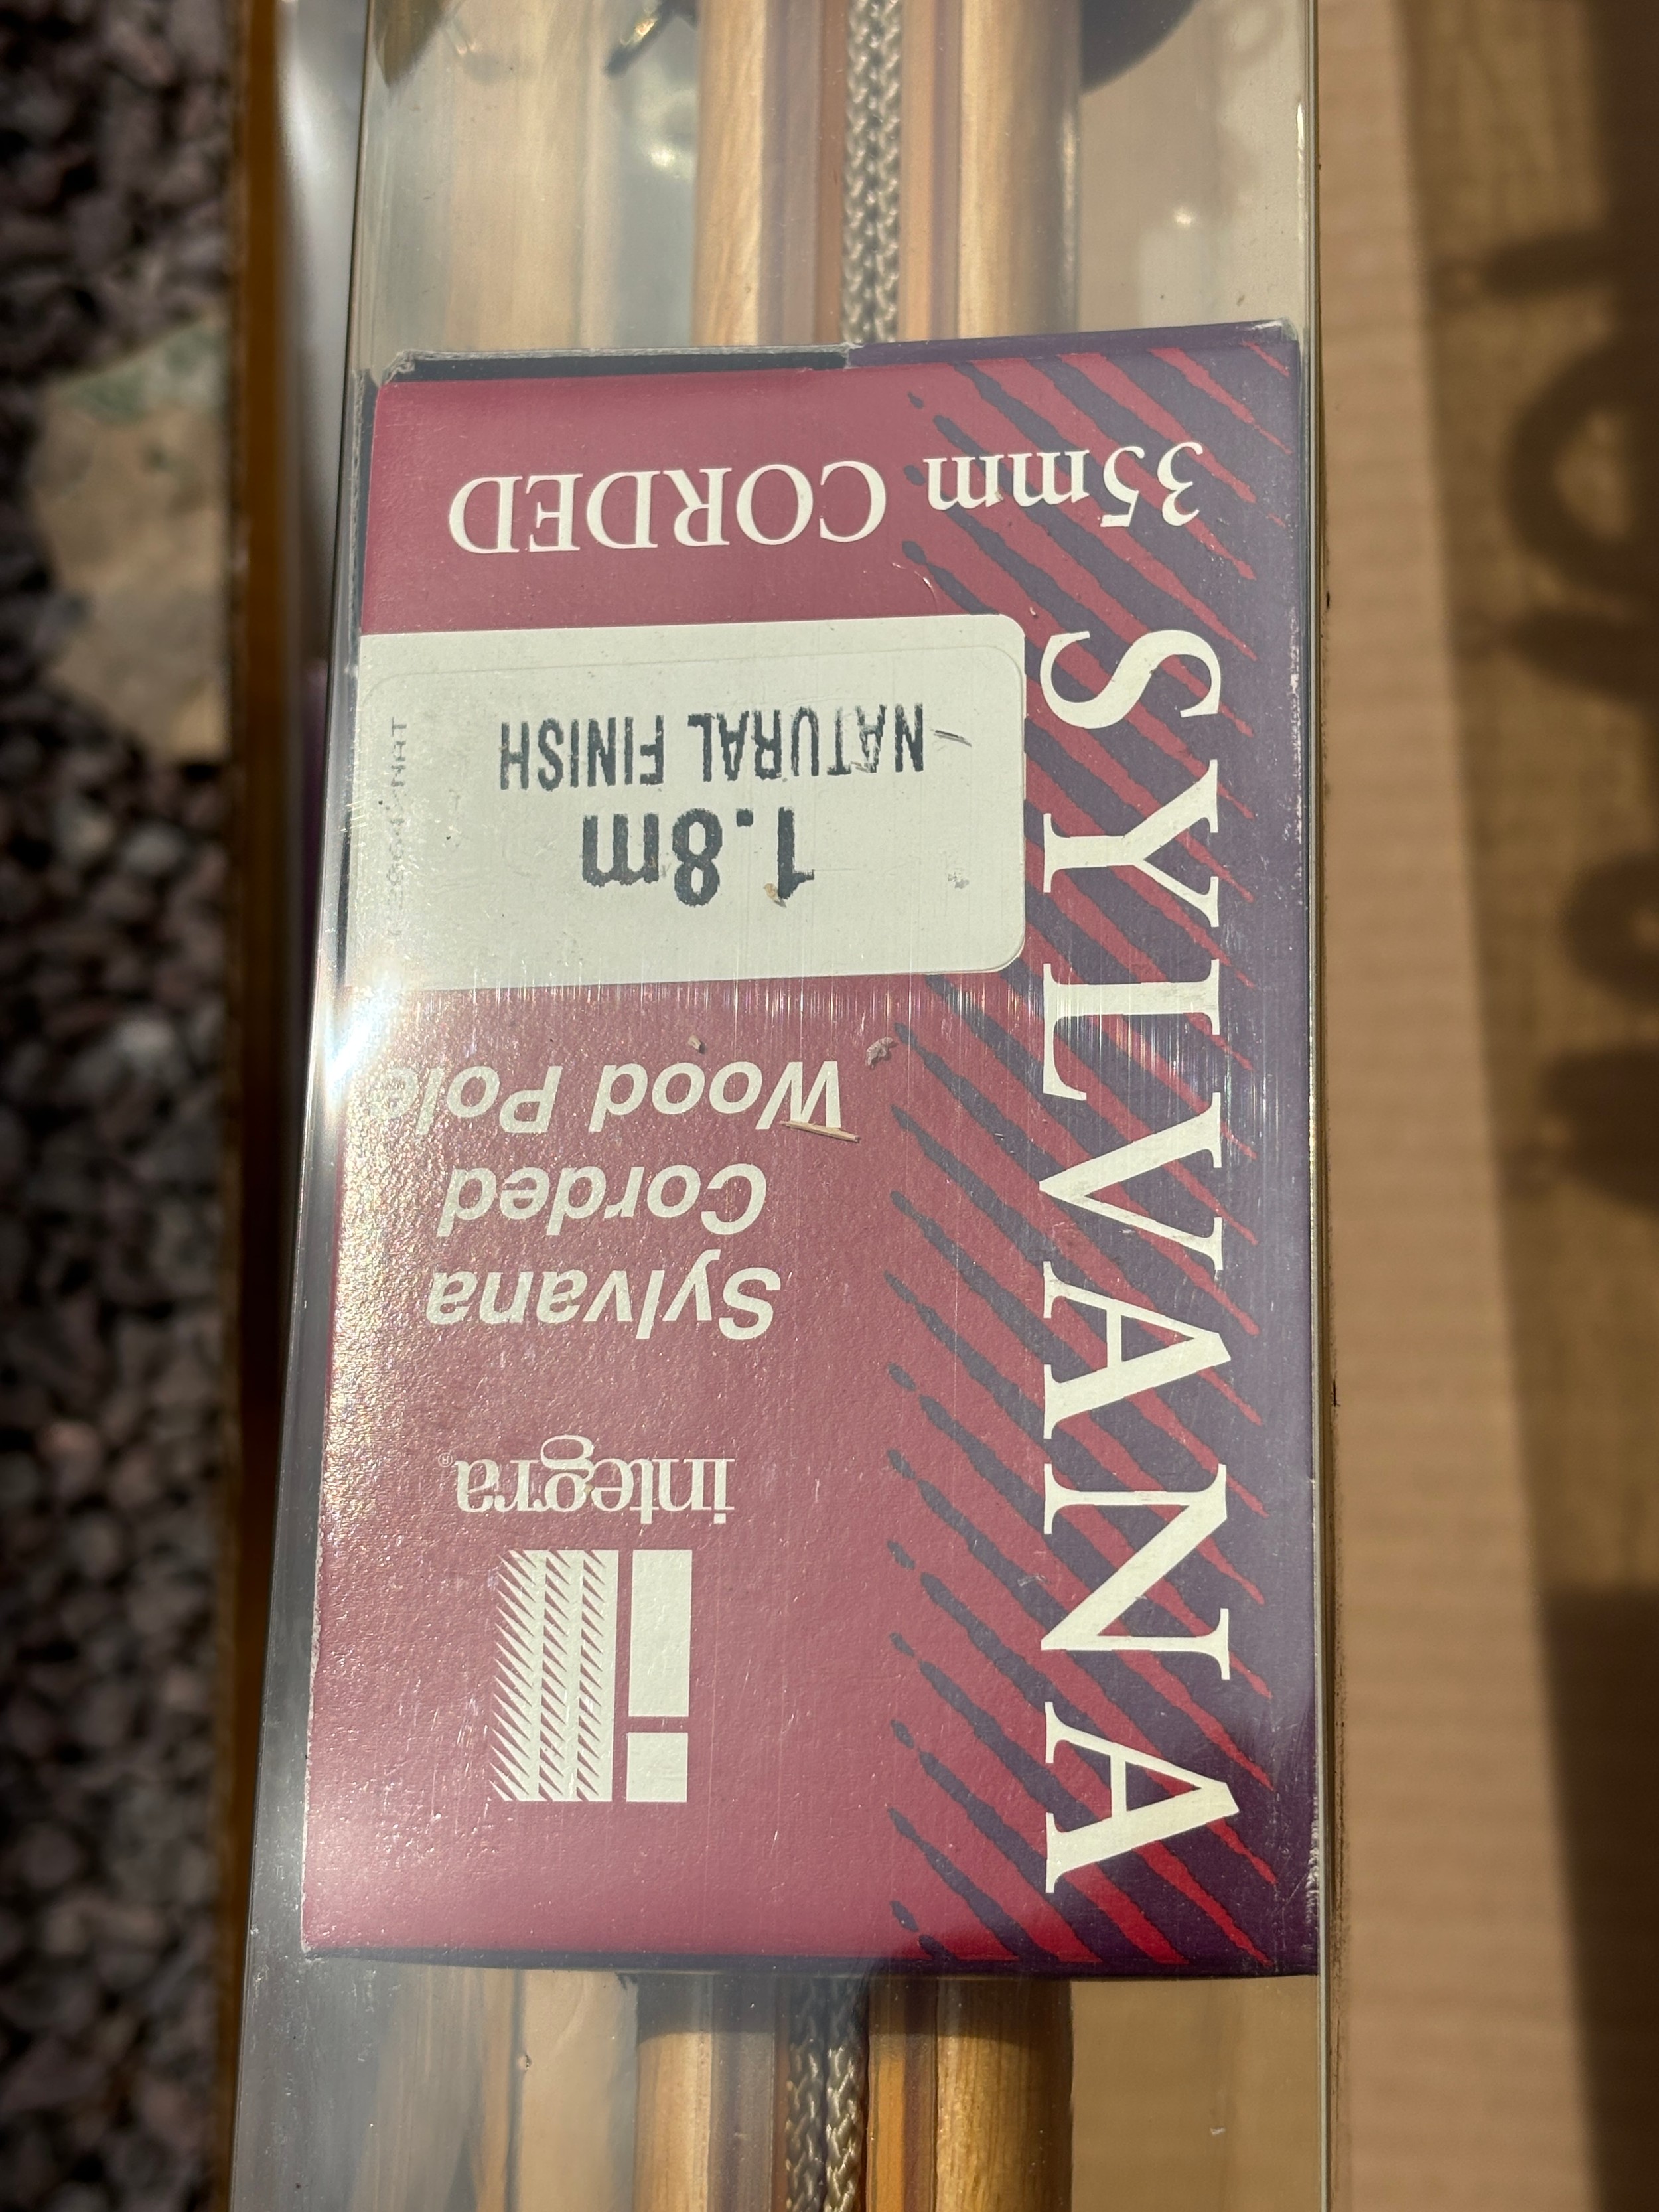 integra®
Sylvana
Corded
Wood Pole
1.8m
NATURAL FINISH
35mm CORDED
SYLVANA